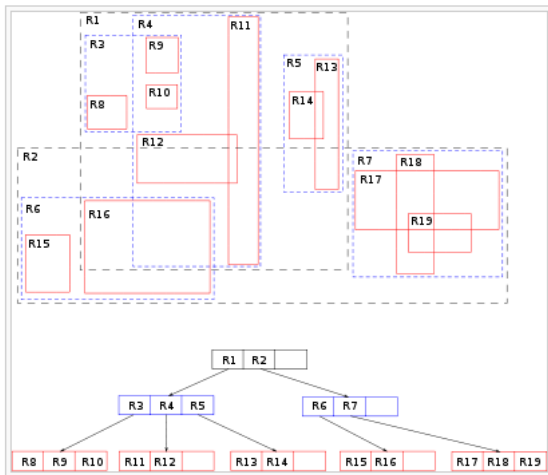 R1 R4 R11
R3 R9
R5 R13
R8 R10 R14
R12
R2 R7 R18
R17
R6 R16 R19
R15
R1 R2
R3 R4 R5 R6 R7
R8 R9 R10 R11 R12 R13 R14 R15 R16 R17 R18 R19